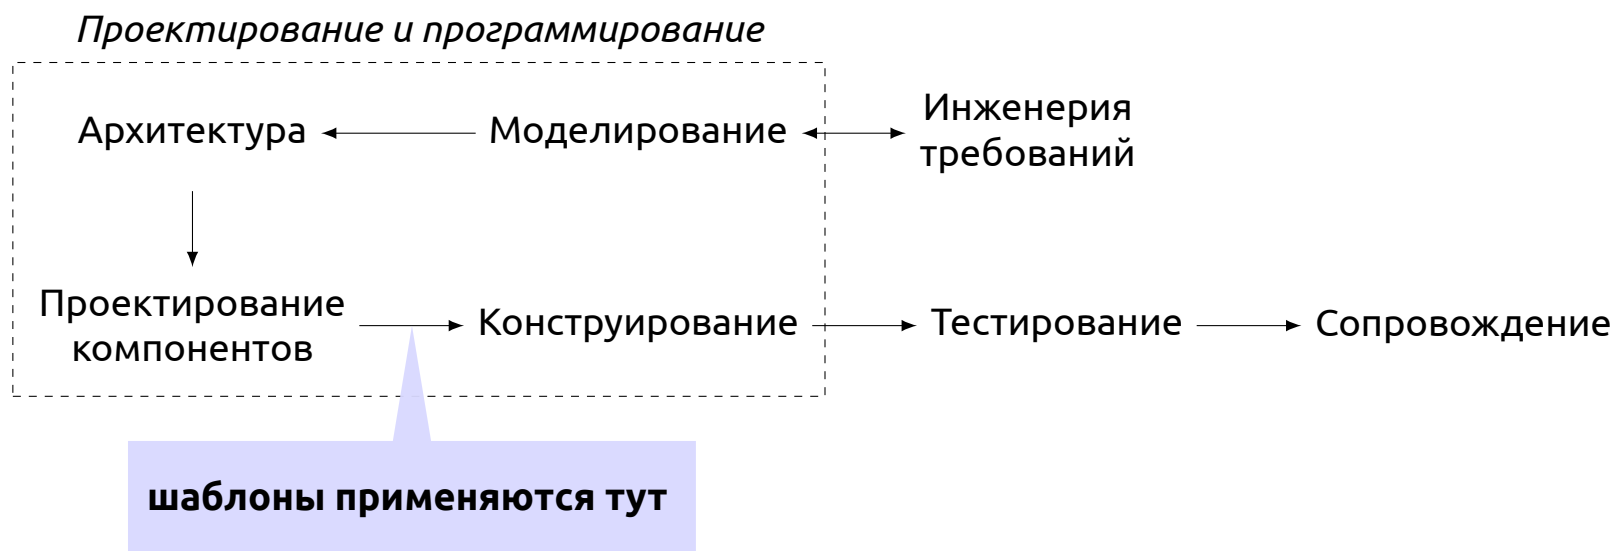 Проектирование и программирование
Архитектура
Моделирование
Инженерия
требований
Проектирование
компонентов
Конструирование
Тестирование
Сопровождение
шаблоны применяются тут